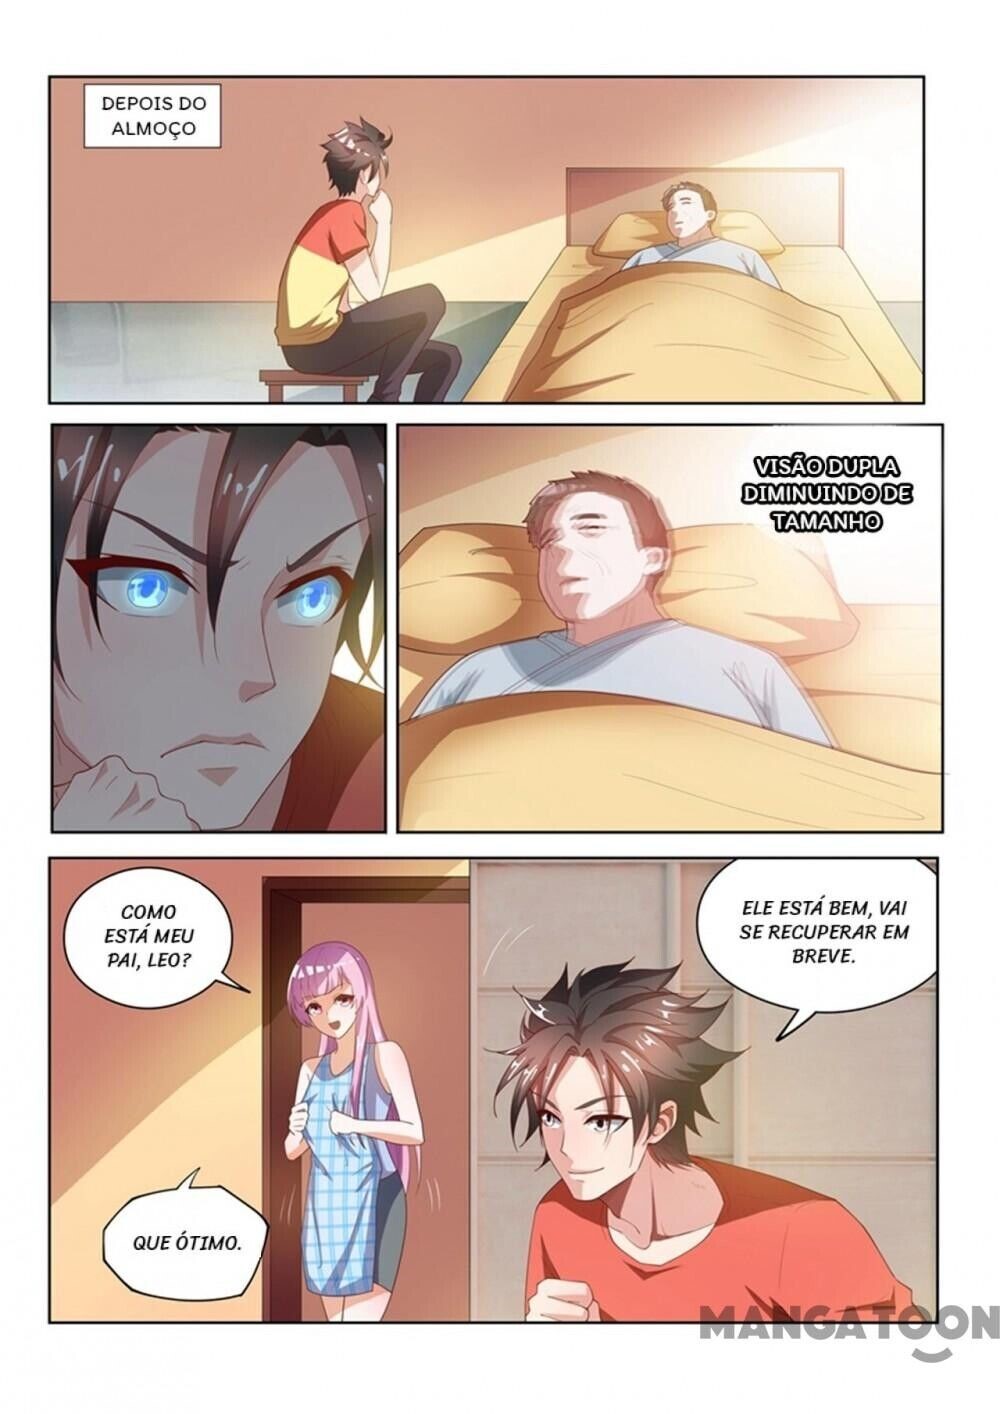 DEPOIS DO
ALMOÇO
VISÃO DUPLA
DIMINUINDO DE
TAMANHO
COMO
ESTÁ MEU
PAI, LEO?
ELE ESTÁ BEM, VAI
SE RECUPERAR EM
BREVE.
QUE ÓTIMO.
MANGATOON